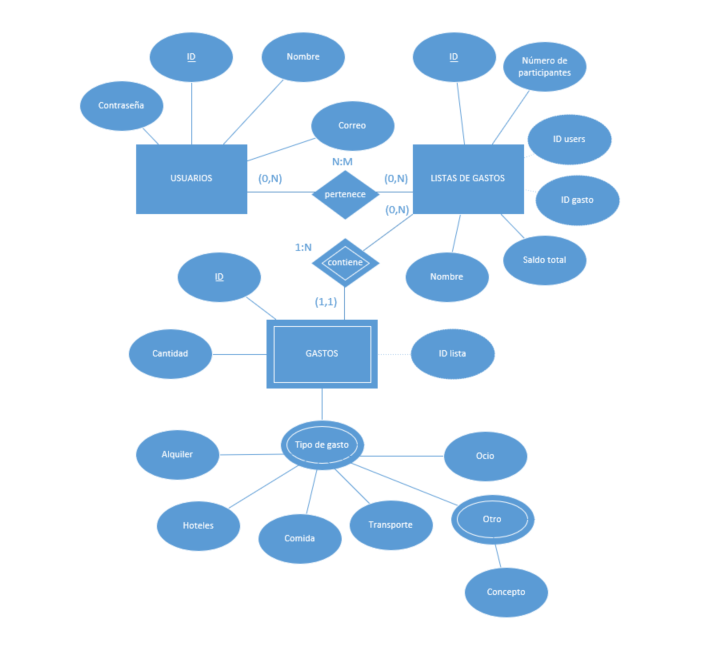 ID
Nombre
ID
Número de
participantes
Contraseña
Correo
ID users
N:M
USUARIOS
(0,N)
(0,N)
LISTAS DE GASTOS
pertenece
ID gasto
(0,N)
1:N
contiene
Saldo total
ID
Nombre
(1,1)
Cantidad
GASTOS
ID lista
Tipo de gasto
Alquiler
Ocio
Hoteles
Comida
Transporte
Otro
Concepto